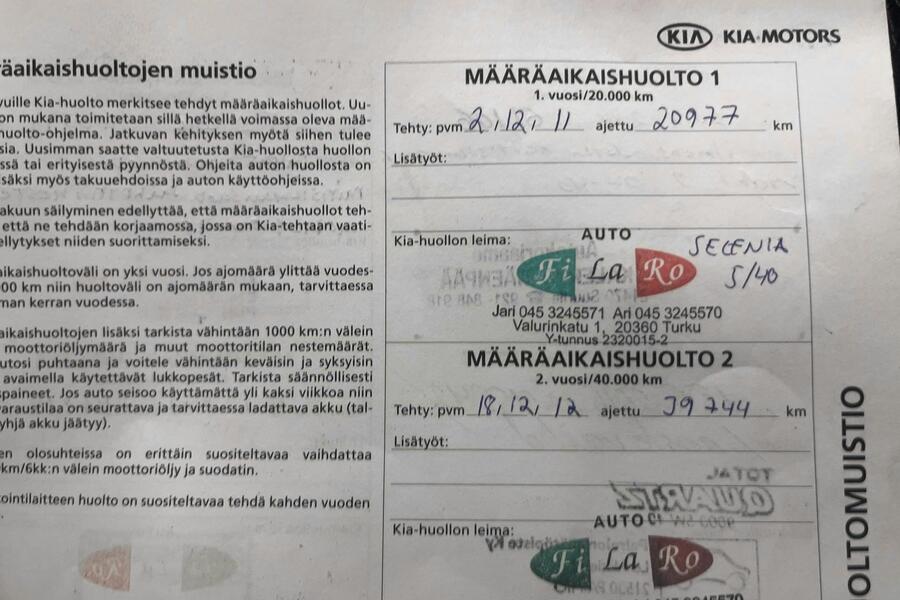 KIA KIA MOTORS
räaikaishuoltojen muistio
vuille Kia-huolto merkitsee tehdyt määräaikaishuollot. Uu-
on mukana toimitetaan sillä hetkellä voimassa oleva mää-
huolto-ohjelma. Jatkuvan kehityksen myötä siihen tulee
sia. Uusimman saatte valtuutetusta Kia-huollosta huollon
ssä tai erityisestä pyynnöstä. Ohjeita auton huollosta on
isäksi myös takuuehdoissa ja auton käyttöohjeissa.
akuun säilyminen edellyttää, että määräaikaishuollot teh-
että ne tehdään korjaamossa, jossa on Kia-tehtaan vaati-
ellytykset niiden suorittamiseksi.
aikaishuoltoväli on yksi vuosi. Jos ajomäärä ylittää vuodes-
00 km niin huoltoväli on ajomäärän mukaan, tarvittaessa
man kerran vuodessa.
aikaishuoltojen lisäksi tarkista vähintään 1000 km:n välein
moottoriöljymäärä ja muut moottoritilan nestemäärät.
utosi puhtaana ja voitele vähintään keväisin ja syksyisin
avaimella käytettävät lukkopesät. Tarkista säännöllisesti
spaineet. Jos auto seisoo käyttämättä yli kaksi viikkoa niin
varaustilaa on seurattava ja tarvittaessa ladattava akku (tal-
yhjä akku jäätyy).
en olosuhteissa on erittäin suositeltavaa vaihdattaa
km/6kk:n välein moottoriöljy ja suodatin.
tointilaitteen huolto on suositeltavaa tehdä kahden vuoden
MÄÄRÄAIKAISHUOLTO 1
1. vuosi/20.000 km
Tehty: pvm 2,12, 11 ajettu 20977 km
Lisätyöt:
Kia-huollon leima:
AUTO
Fi La Ro
SELENIA
5/40
Jari 045 3245571 Ari 045 3245570
Valurinkatu 1, 20360 Turku
Y-tunnus 2320015-2
MÄÄRÄAIKAISHUOLTO 2
2. vuosi/40.000 km
Tehty: pvm 18,12, 12 ajettu 39744 km
Lisätyöt:
Kia-huollon leima:
AUTO
Fi La Ro
OLTOMUISTIO